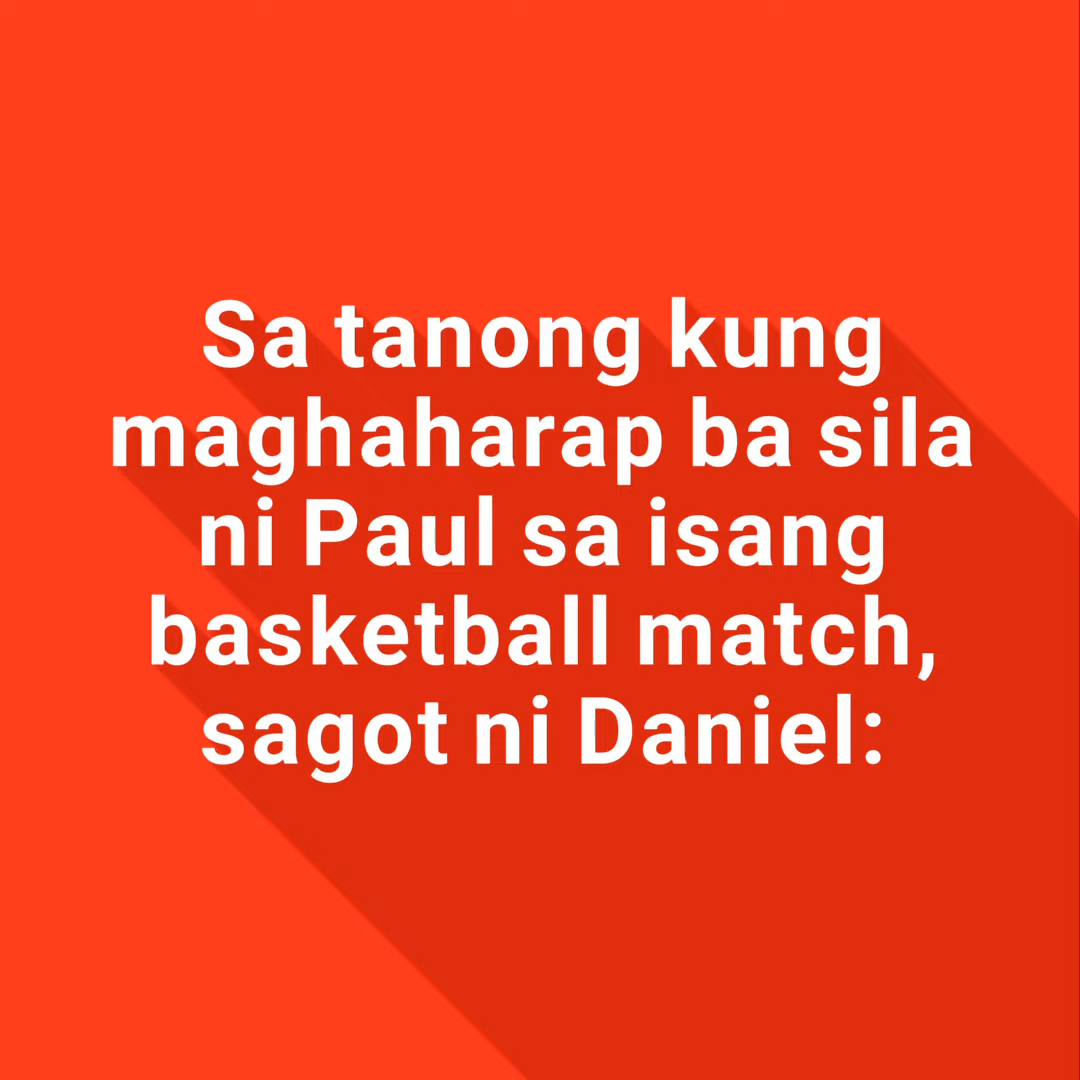 Sa tanong kung
maghaharap ba sila
ni Paul sa isang
basketball match,
sagot ni Daniel: